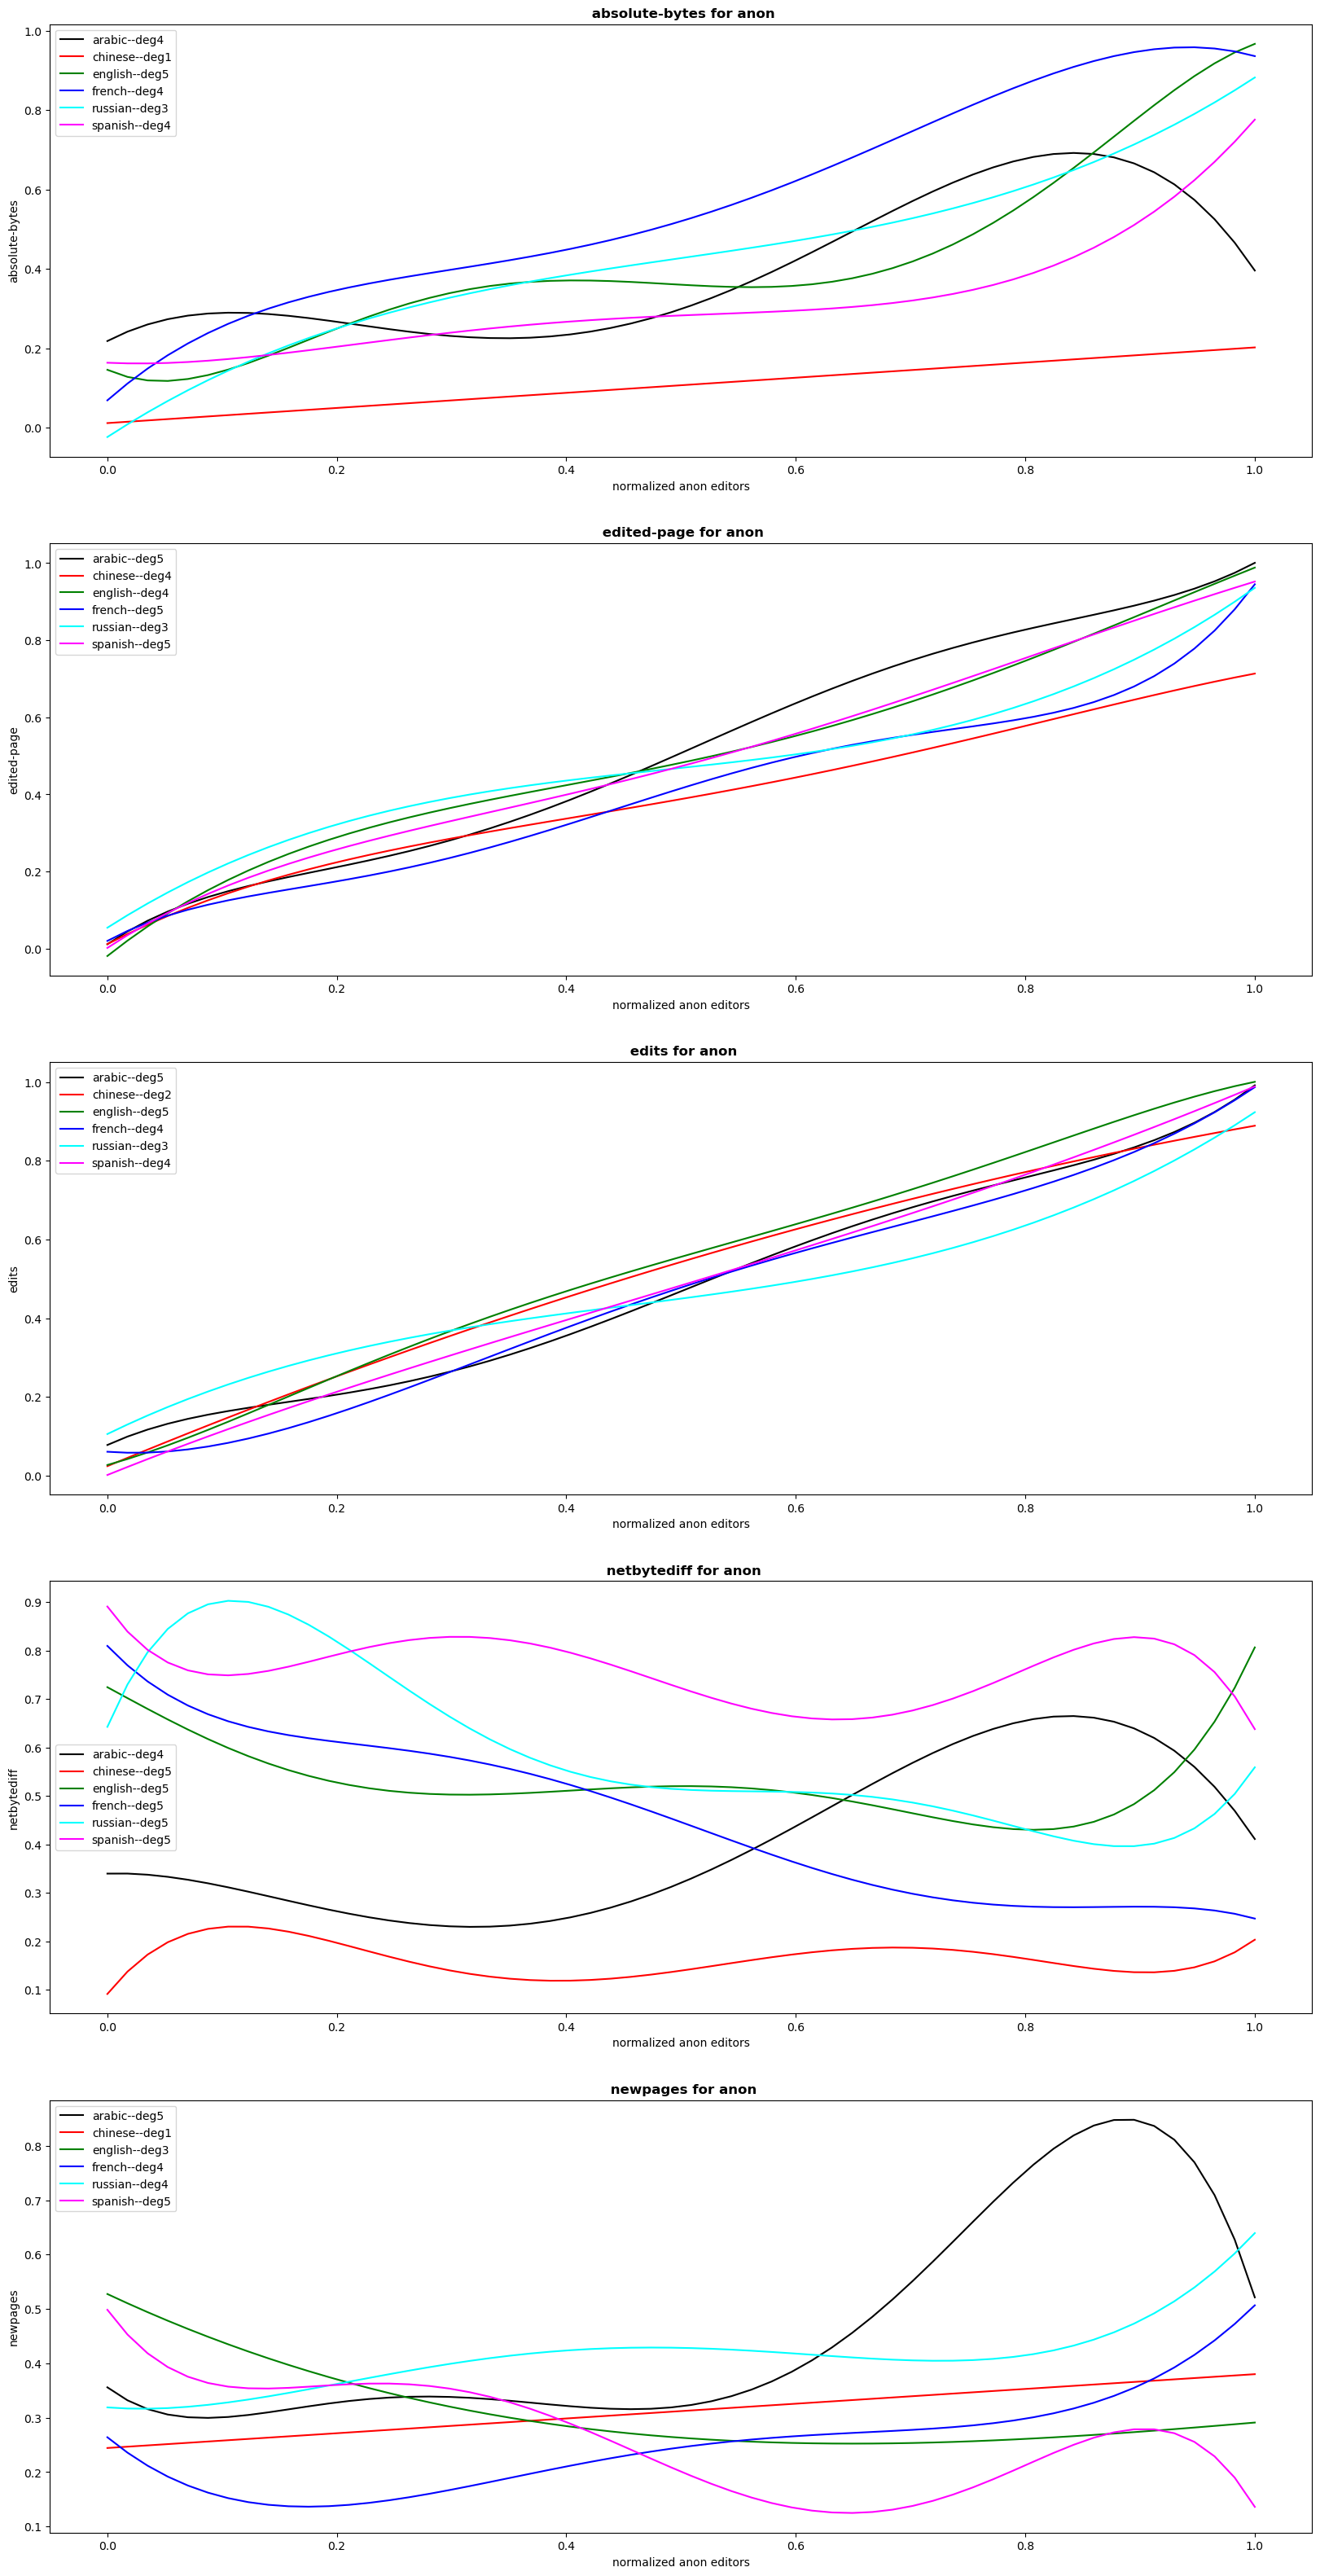 absolute-bytes for anon
1.0
0.8
0.6
0.4
0.2
0.0
absolute-bytes
arabic--deg4
chinese--deg1
english--deg5
french--deg4
russian--deg3
spanish--deg4
0.0 0.2 0.4 0.6 0.8 1.0
normalized anon editors
edited-page for anon
1.0
0.8
0.6
0.4
0.2
0.0
edited-page
arabic--deg5
chinese--deg4
english--deg4
french--deg5
russian--deg3
spanish--deg5
0.0 0.2 0.4 0.6 0.8 1.0
normalized anon editors
edits for anon
1.0
0.8
0.6
0.4
0.2
0.0
edits
arabic--deg5
chinese--deg2
english--deg5
french--deg4
russian--deg3
spanish--deg4
0.0 0.2 0.4 0.6 0.8 1.0
normalized anon editors
netbytediff for anon
0.9
0.8
0.7
0.6
0.5
0.4
0.3
0.2
0.1
netbytediff
arabic--deg4
chinese--deg5
english--deg5
french--deg5
russian--deg5
spanish--deg5
0.0 0.2 0.4 0.6 0.8 1.0
normalized anon editors
newpages for anon
0.8
0.7
0.6
0.5
0.4
0.3
0.2
0.1
newpages
arabic--deg5
chinese--deg1
english--deg3
french--deg4
russian--deg4
spanish--deg5
0.0 0.2 0.4 0.6 0.8 1.0
normalized anon editors